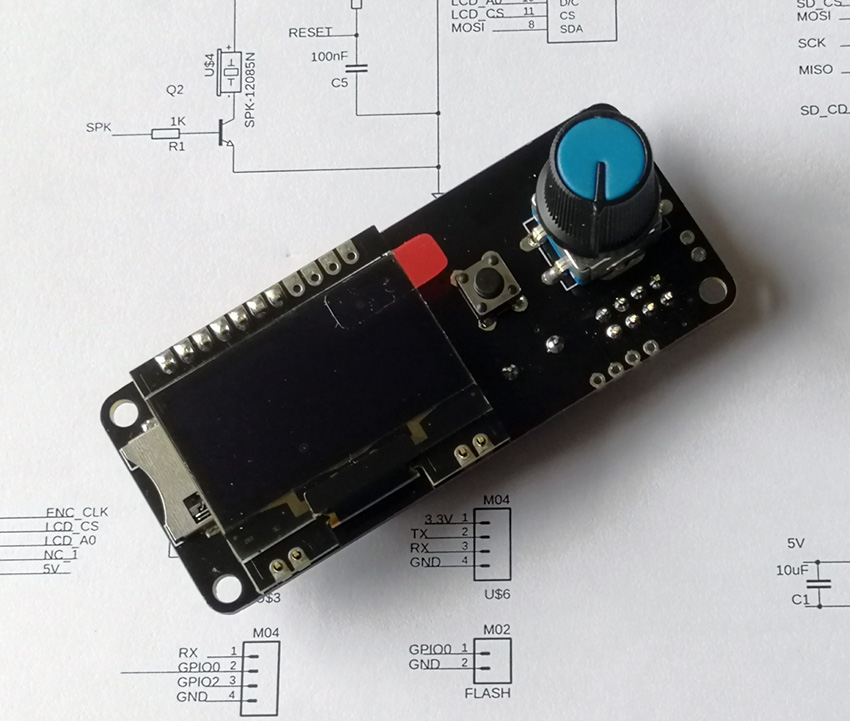 LCD_A0 10 D/C
LCD_CS 11 CS
MOSI 8 SDA
SD_CS
MOSI
SCK
MISO
SD_CD
RESET
100nF
C5
U$4
+
-
SPK-12085N
Q2
SPK
1K
R1
ENC_CLK
LCD_CS
LCD_A0
NC_1
5V
U$3
M04
3.3V 1
TX 2
RX 3
GND 4
U$6
5V
10uF
C1
M04
RX 1
GPIO0 2
GPIO2 3
GND 4
M02
GPIO0 1
GND 2
FLASH